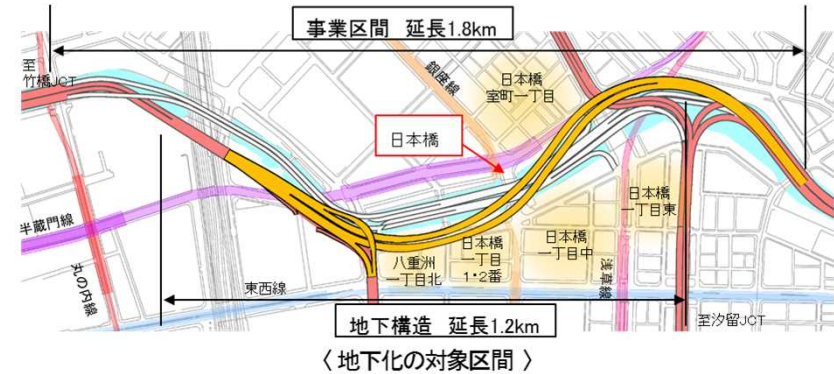 事業区間 延長1.8km
至
竹橋JCT
銀座線
日本橋
室町一丁目
日本橋
日本橋
一丁目東
半蔵門線
丸の内線
東西線
八重洲
一丁目北
日本橋
一丁目
1・2番
日本橋
一丁目中
浅草線
地下構造 延長1.2km
至汐留JCT
〈 地下化の対象区間 〉